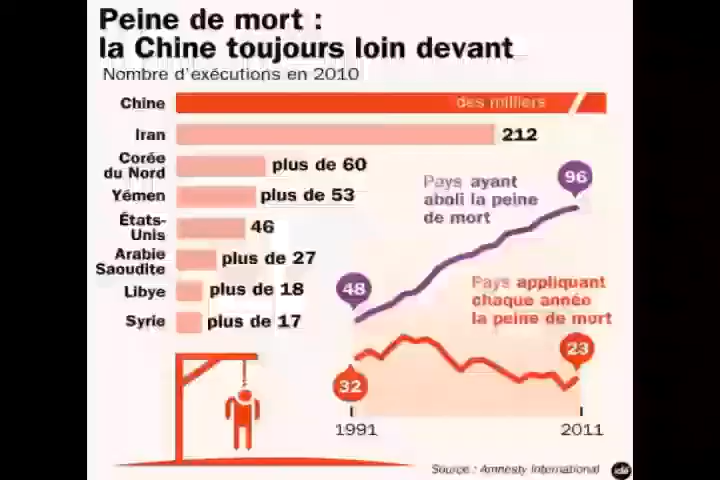 Peine de mort :
la Chine toujours loin devant
Nombre d'exécutions en 2010
Chine
des milliers
Iran
212
Corée
du Nord
plus de 60
Yémen
plus de 53
États-
Unis
46
Arabie
Saoudite
plus de 27
Libye
plus de 18
Syrie
plus de 17
Pays ayant
aboli la peine
de mort
96
48
Pays appliquant
chaque année
la peine de mort
23
32
1991
2011
Source : Amnesty International
idé